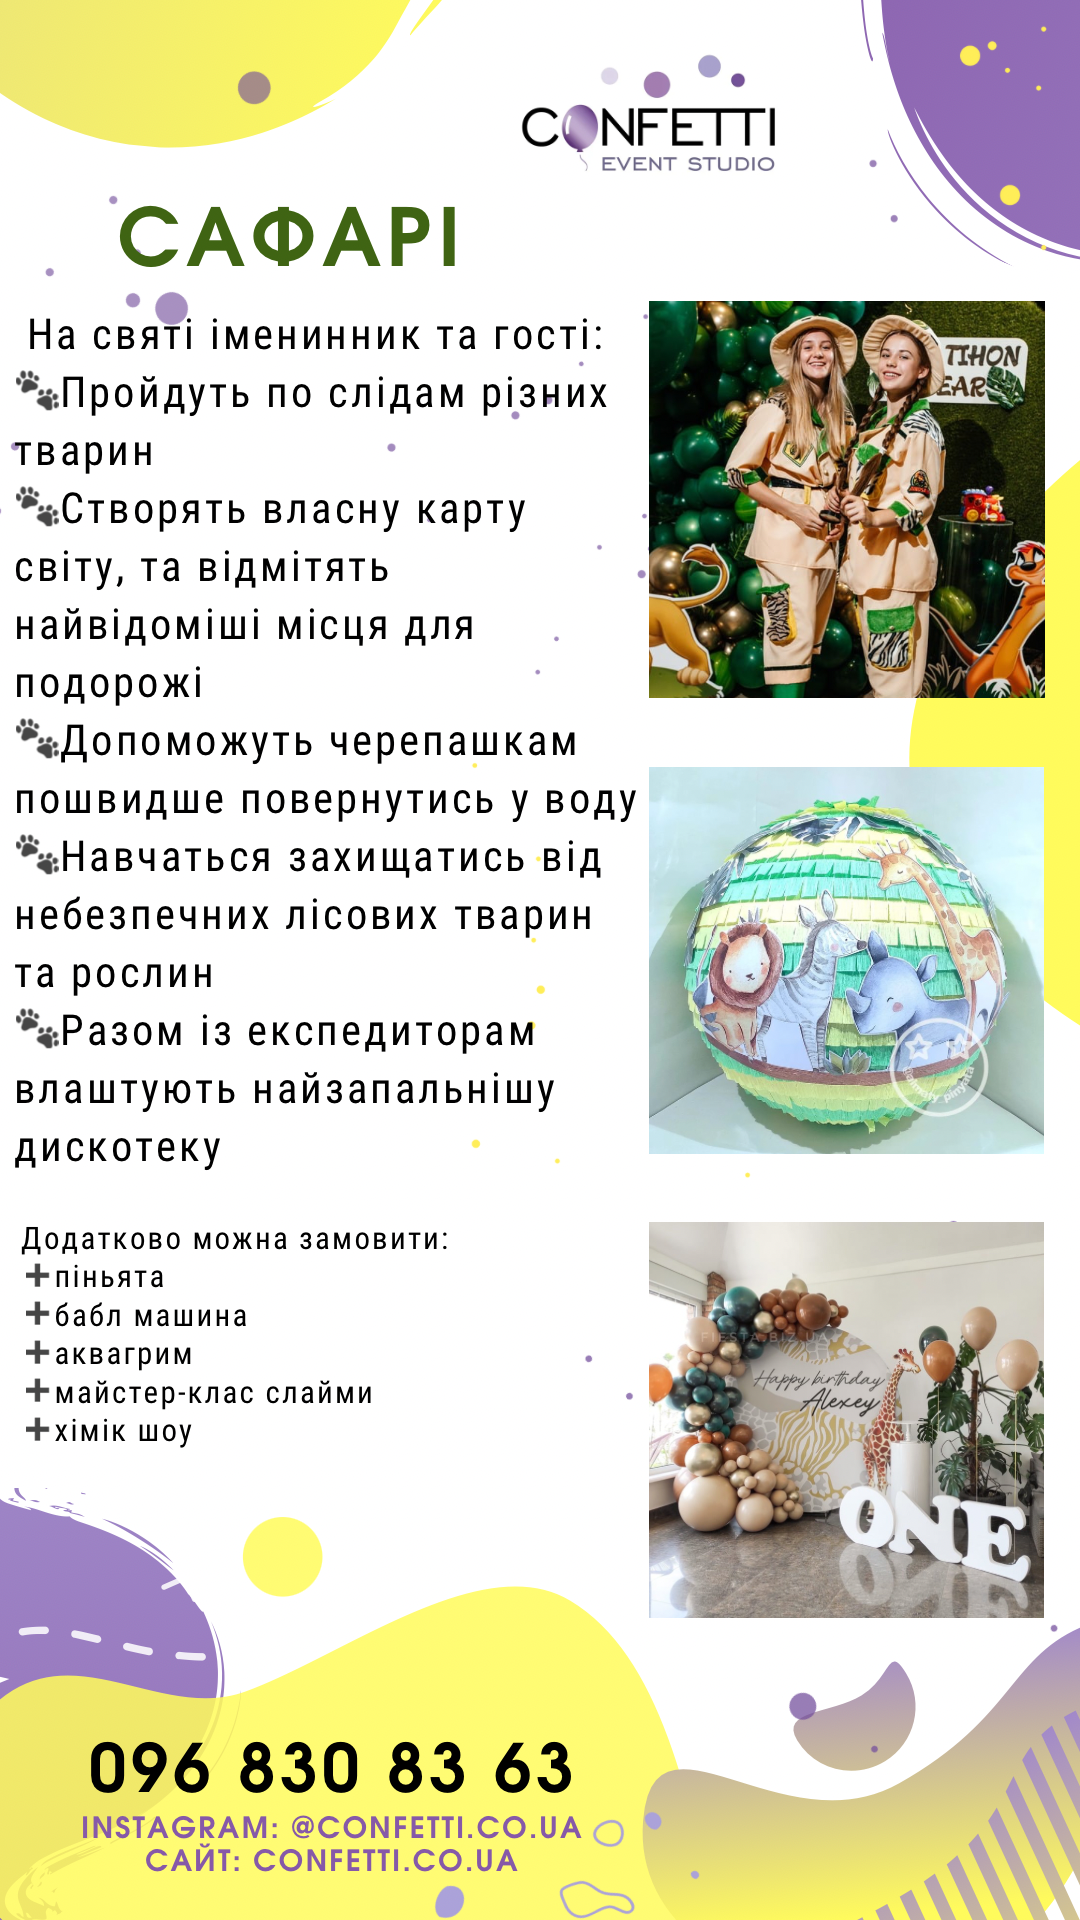 CONFETTI
EVENT STUDIO
САФАРІ
На святі іменинник та гості:
🐾Пройдуть по слідам різних
тварин
🐾Створять власну карту
світу, та відмітять
найвідоміші місця для
подорожі
🐾Допоможуть черепашкам
пошвидше повернутись у воду
🐾Навчаться захищатись від
небезпечних лісових тварин
та рослин
🐾Разом із експедиторам
влаштують найзапальнішу
дискотеку
Додатково можна замовити:
➕піньята
➕бабл машина
➕аквагрим
➕майстер-клас слайми
➕хімік шоу
TIHON
EAR
FIESTA.BIZ.UA
Happy birthday
Alexey
ONE
096 830 83 63
INSTAGRAM: @CONFETTI.CO.UA
САЙТ: CONFETTI.CO.UA